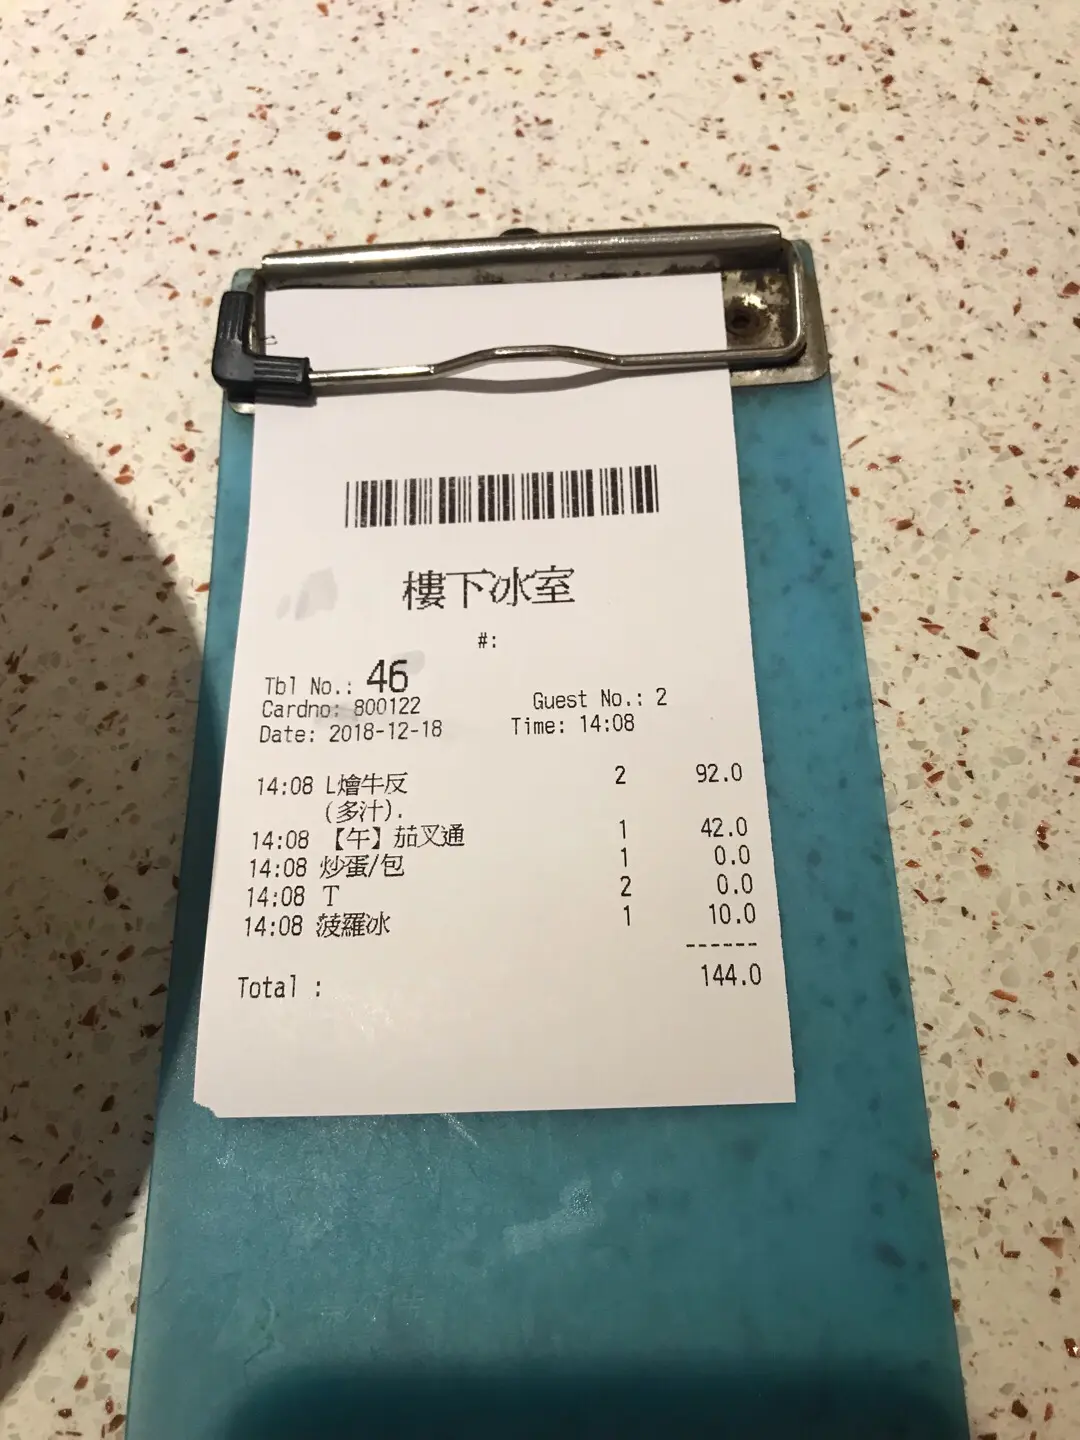 樓下冰室
#:
Tbl No.: 46
Cardno: 800122 Guest No.: 2
Date: 2018-12-18 Time: 14:08
14:08 L燴牛反 2 92.0
(多汁).
14:08 【午】茄叉通 1 42.0
14:08 炒蛋/包 1 0.0
14:08 T 2 0.0
14:08 菠羅冰 1 10.0
------
Total : 144.0